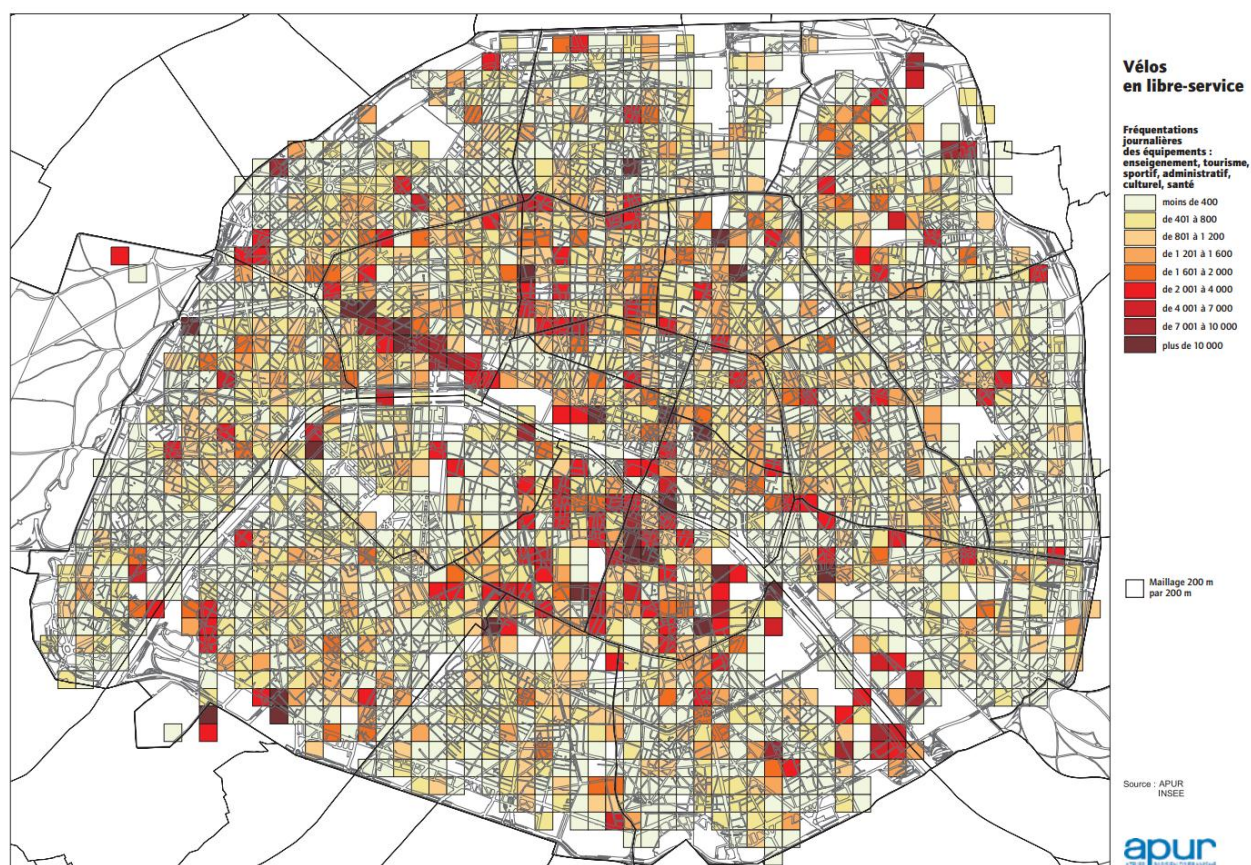 Vélos
en libre-service
Fréquentations
journalières
des équipements :
enseigenement, tourisme,
sportif, administratif,
culturel, santé
moins de 400
de 401 à 800
de 801 à 1 200
de 1 201 à 1 600
de 1 601 à 2 000
de 2 001 à 4 000
de 4 001 à 7 000
de 7 001 à 10 000
plus de 10 000
Maillage 200 m
par 200 m
Source : APUR
INSEE
apur